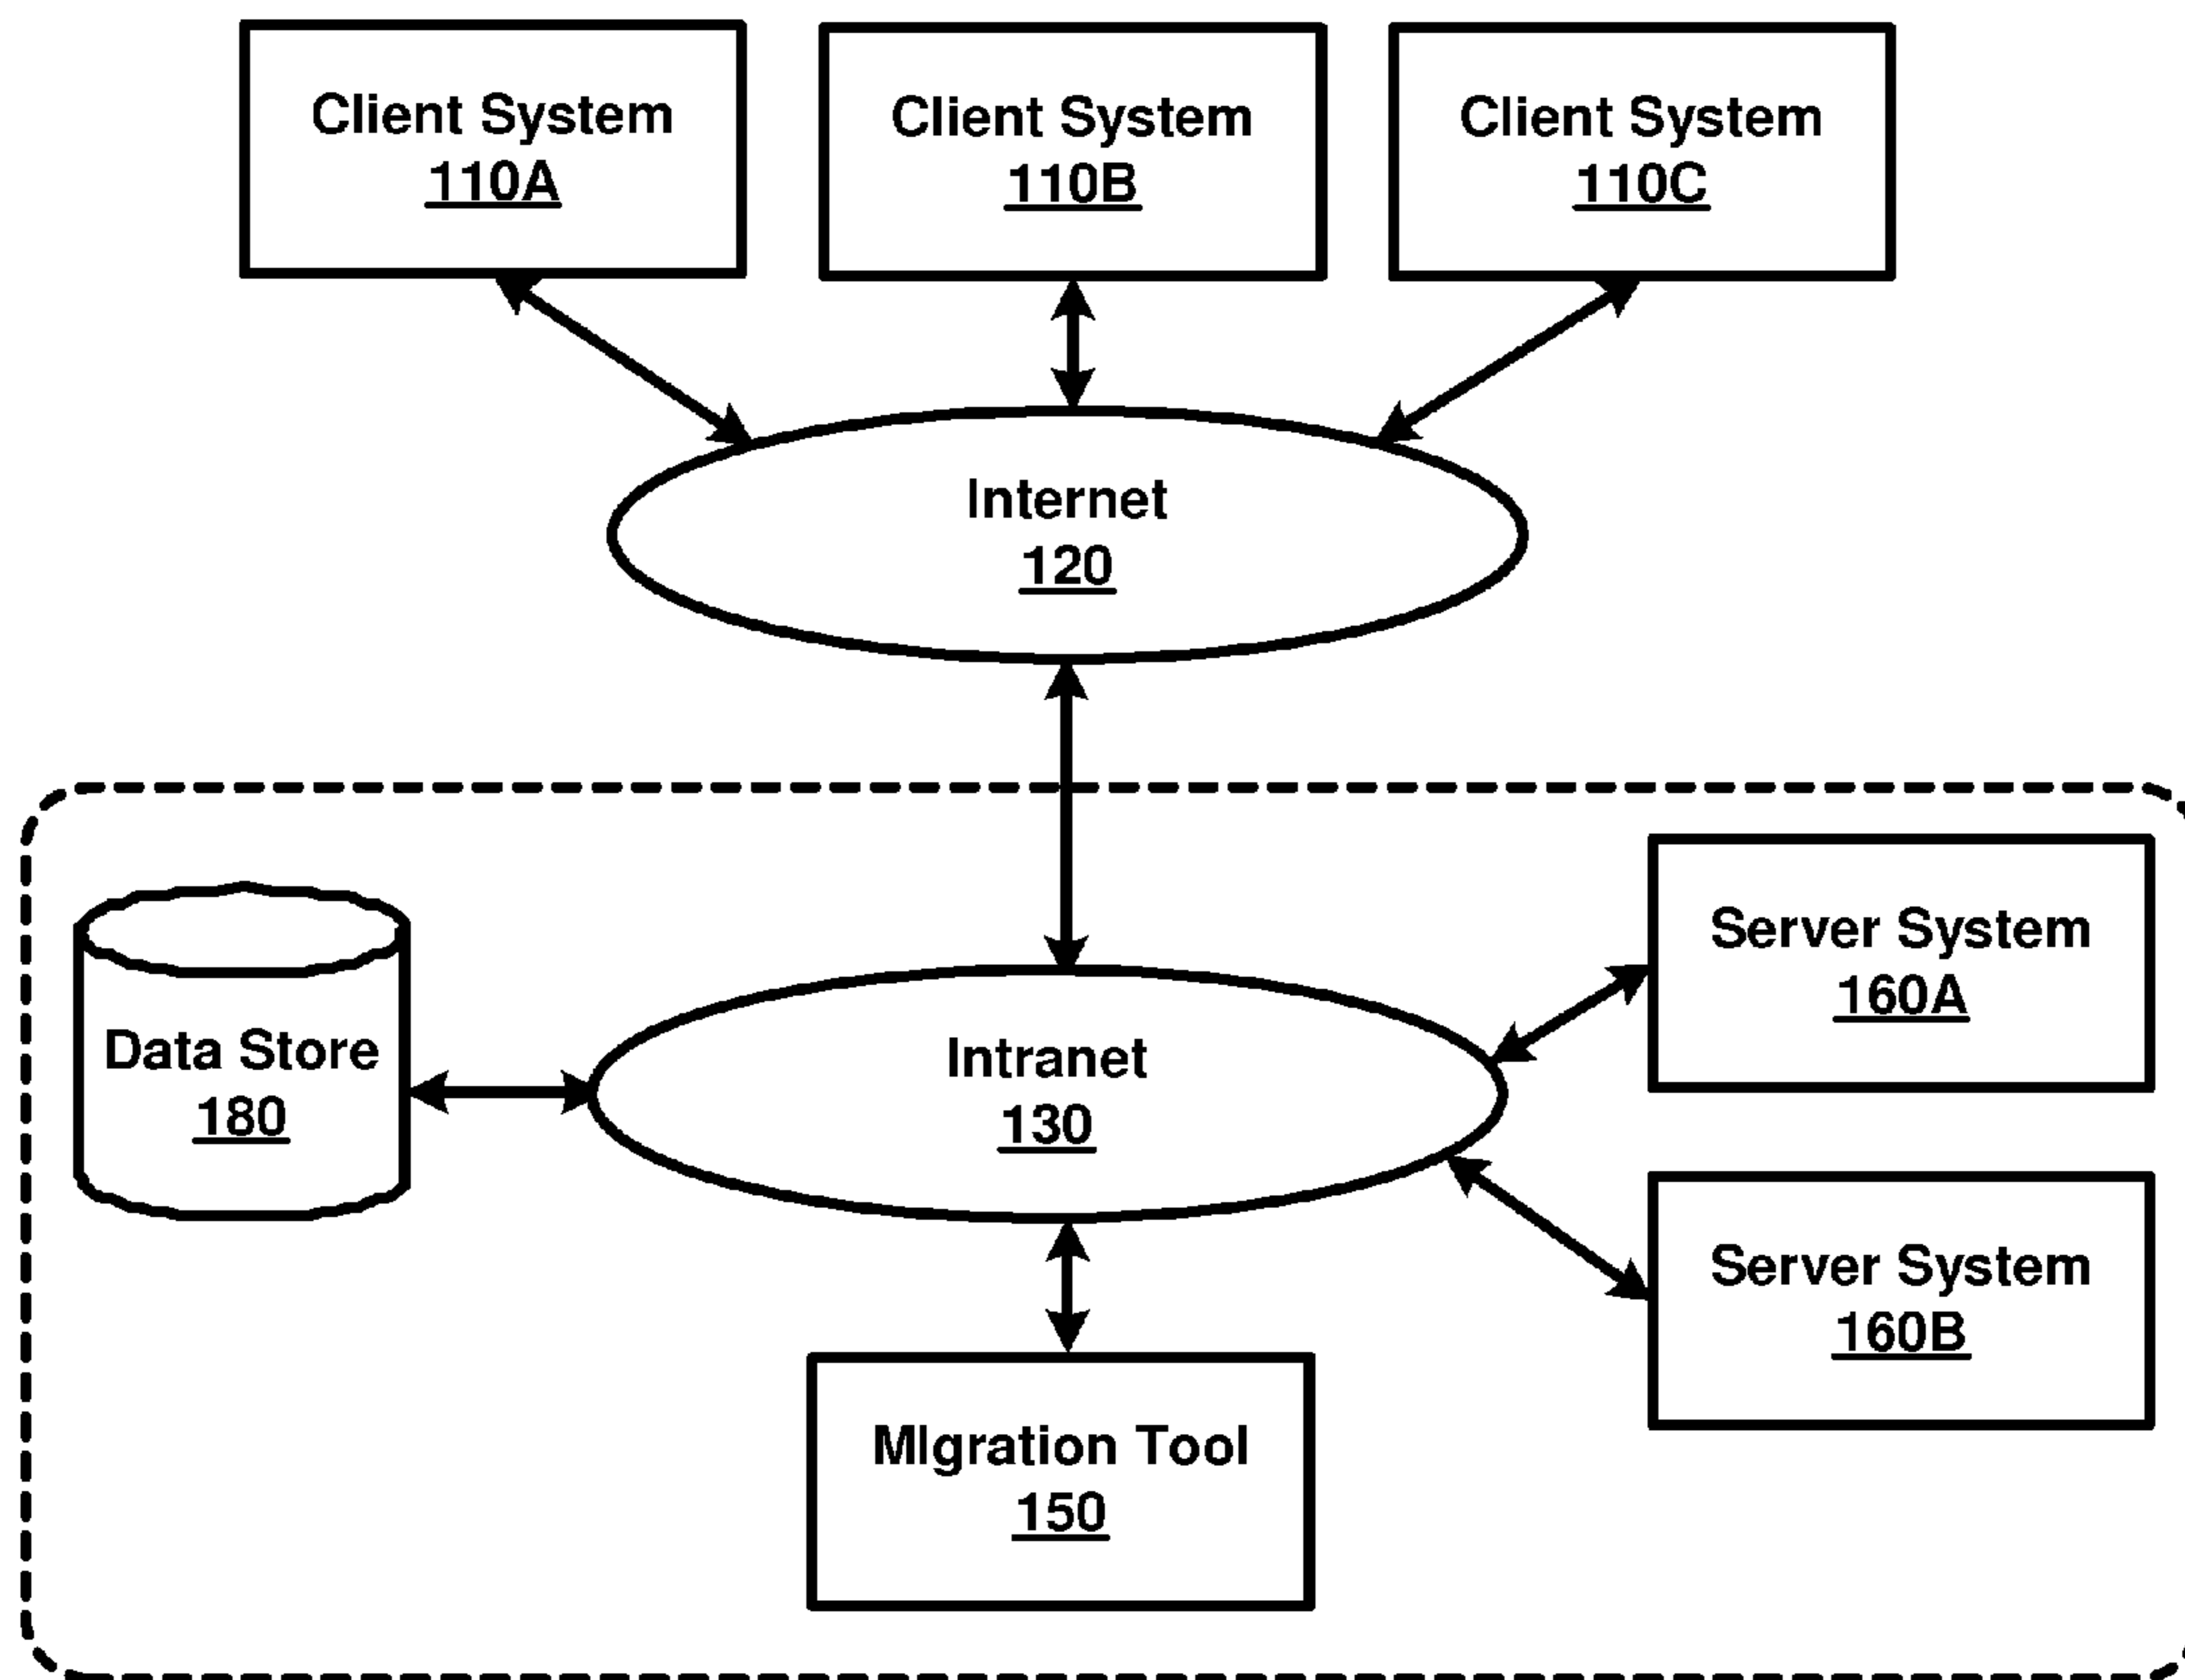 Client System
110A
Client System
110B
Client System
110C
Internet
120
Data Store
180
Intranet
130
Server System
160A
Server System
160B
MIgration Tool
150